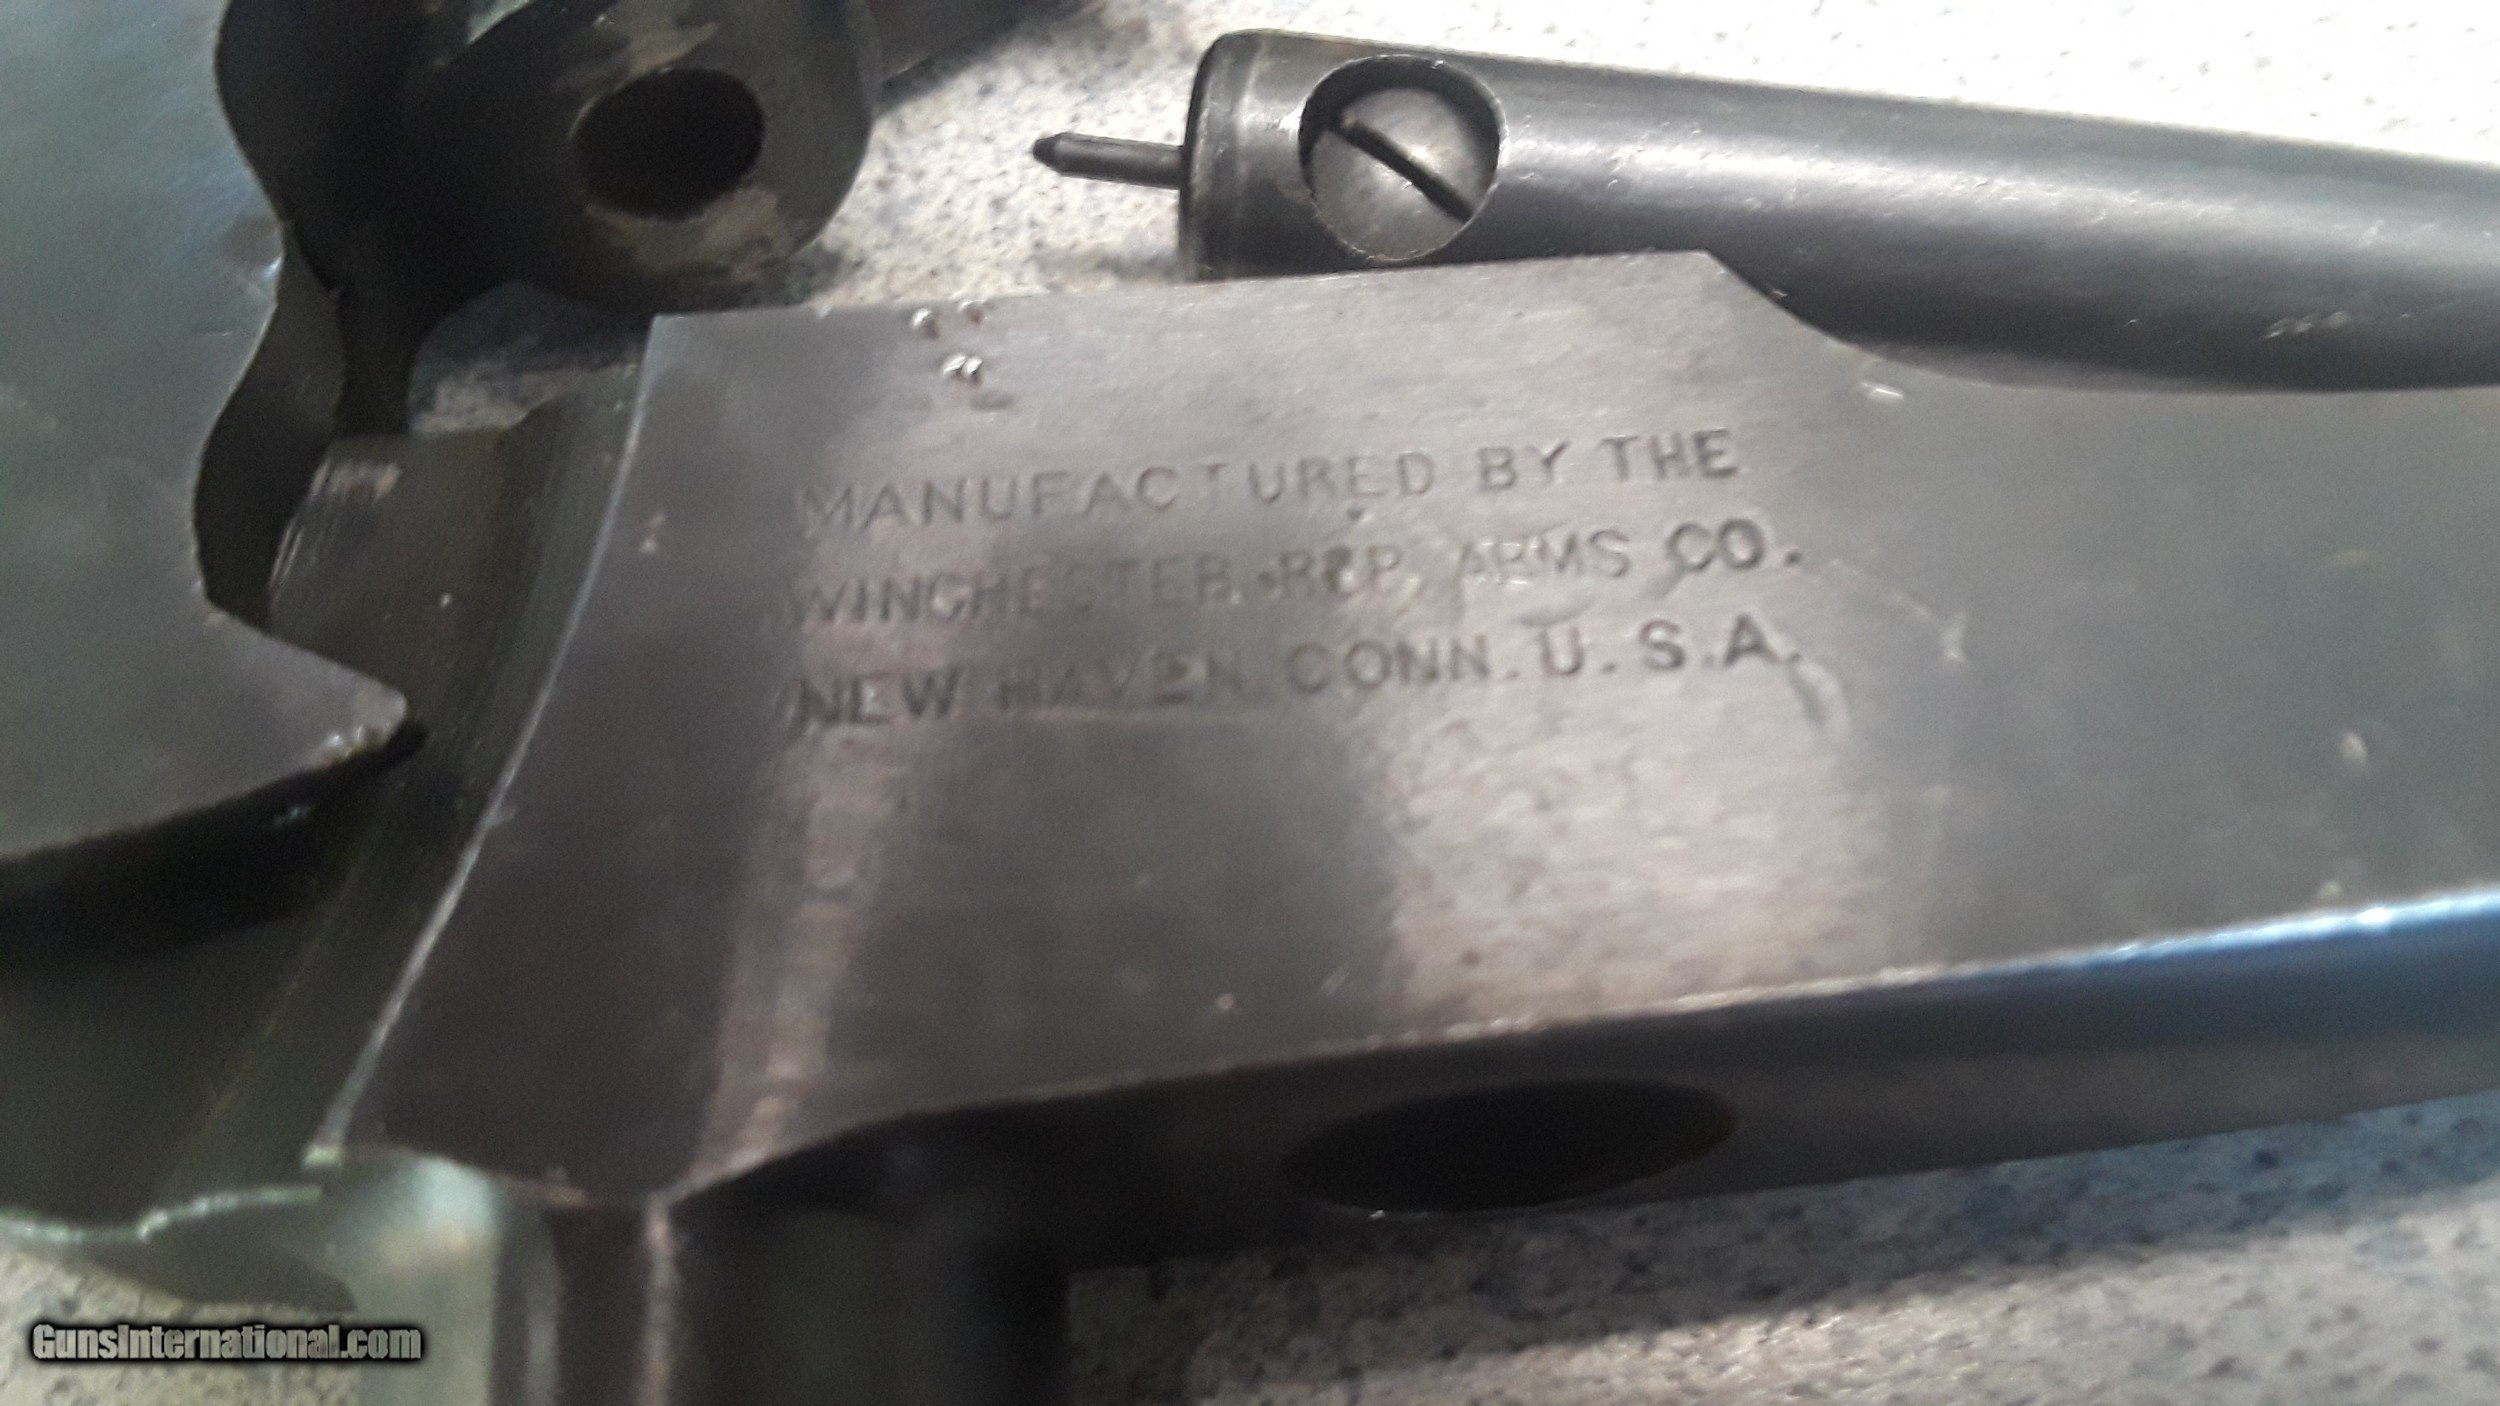 MANUFACTURED BY THE
WINCHESTER REP. ARMS CO.
NEW HAVEN CONN. U.S.A.
GunsInternational.com